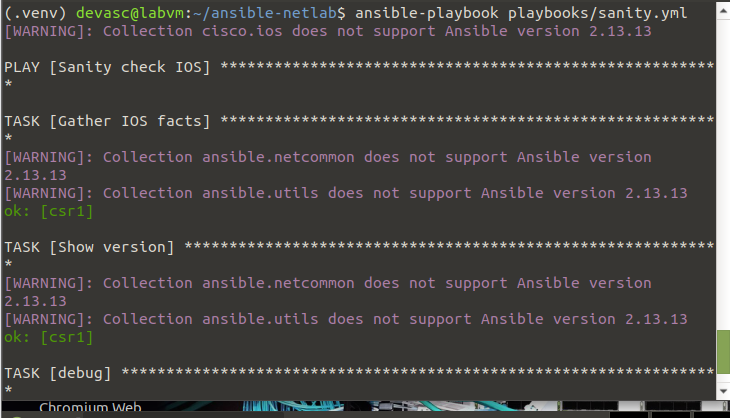 (.venv) devasc@labvm:~/ansible-netlab$ ansible-playbook playbooks/sanity.yml
[WARNING]: Collection cisco.ios does not support Ansible version 2.13.13
PLAY [Sanity check IOS] *******************************************************
*
TASK [Gather IOS facts] *******************************************************
*
[WARNING]: Collection ansible.netcommon does not support Ansible version
2.13.13
[WARNING]: Collection ansible.utils does not support Ansible version 2.13.13
ok: [csr1]
TASK [Show version] ***********************************************************
*
[WARNING]: Collection ansible.netcommon does not support Ansible version
2.13.13
[WARNING]: Collection ansible.utils does not support Ansible version 2.13.13
ok: [csr1]
TASK [debug] ******************************************************************
*
Chromium Web